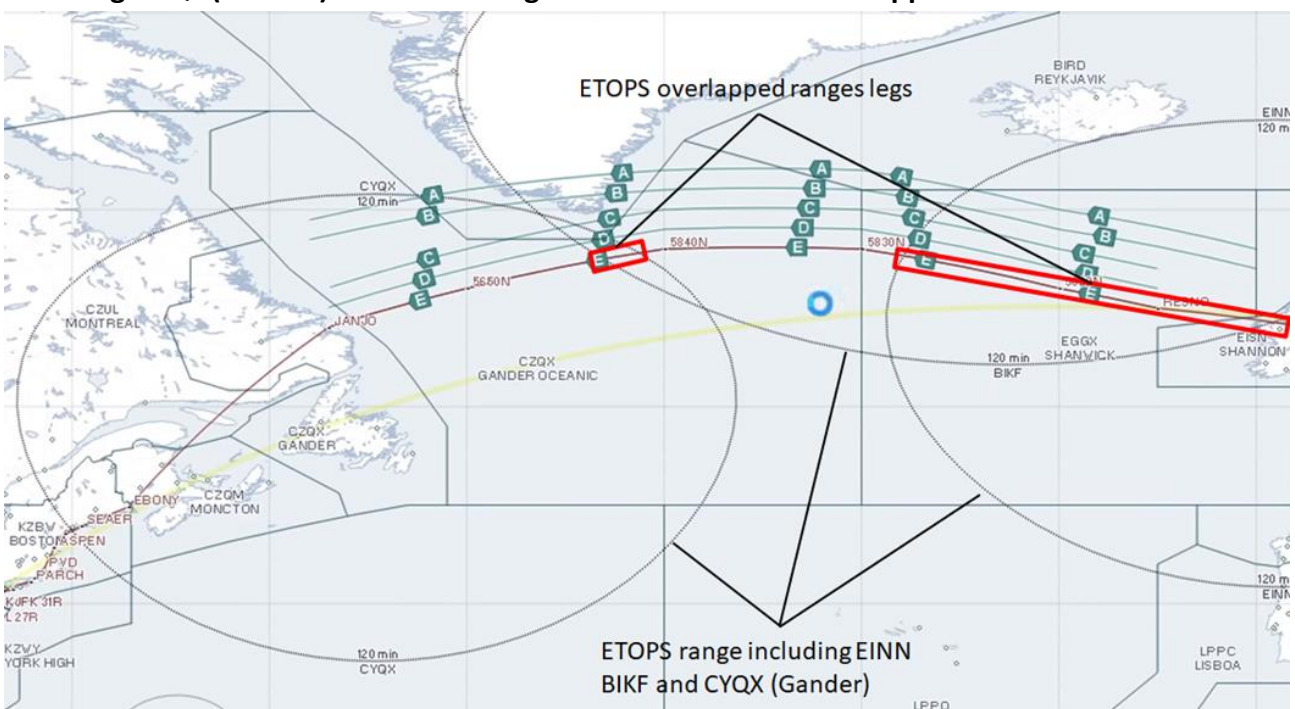 BIRD
REYKJAVIK
ETOPS overlapped ranges legs
EINN
120 m
CYQX
120 min
A
A
A
A
A
B
B
B
B
B
C
C
C
C
C
D
D
D
D
E
E
E
E
E
5840N
5830N
5650N
JANJO
RESNO
CZUL
MONTREAL
CZQX
GANDER OCEANIC
EGGX
SHANWICK
EISN
SHANNON
120 min
BIKF
CZQX
GANDER
CZQM
MONCTON
EBONY
SEAER
KZBW
BOSTON
ASPEN
PVD
PARCH
KJFK 31R
L27R
KZWY
YORK HIGH
120 min
CYQX
ETOPS range including EINN
BIKF and CYQX (Gander)
120 m
EINN
LPPC
LISBOA